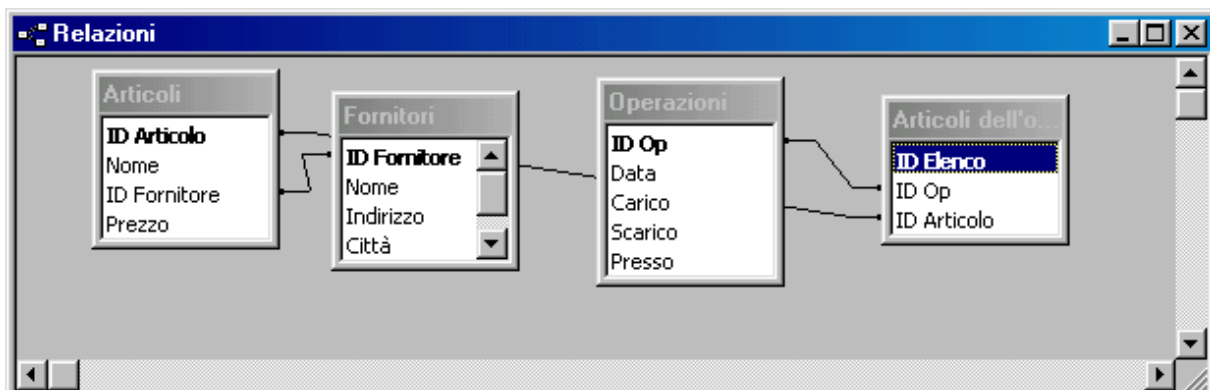 Relazioni
Articoli
ID Articolo
Nome
ID Fornitore
Prezzo
Fornitori
ID Fornitore
Nome
Indirizzo
Città
Operazioni
ID Op
Data
Carico
Scarico
Presso
Articoli dell'o...
ID Elenco
ID Op
ID Articolo